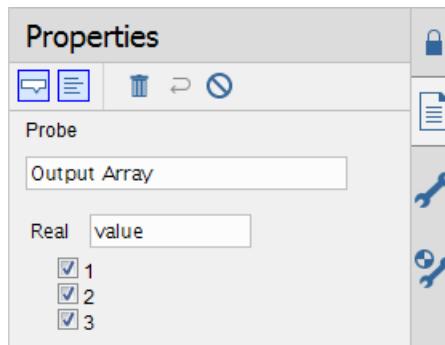 Properties
Probe
Output Array
Real value
1
2
3